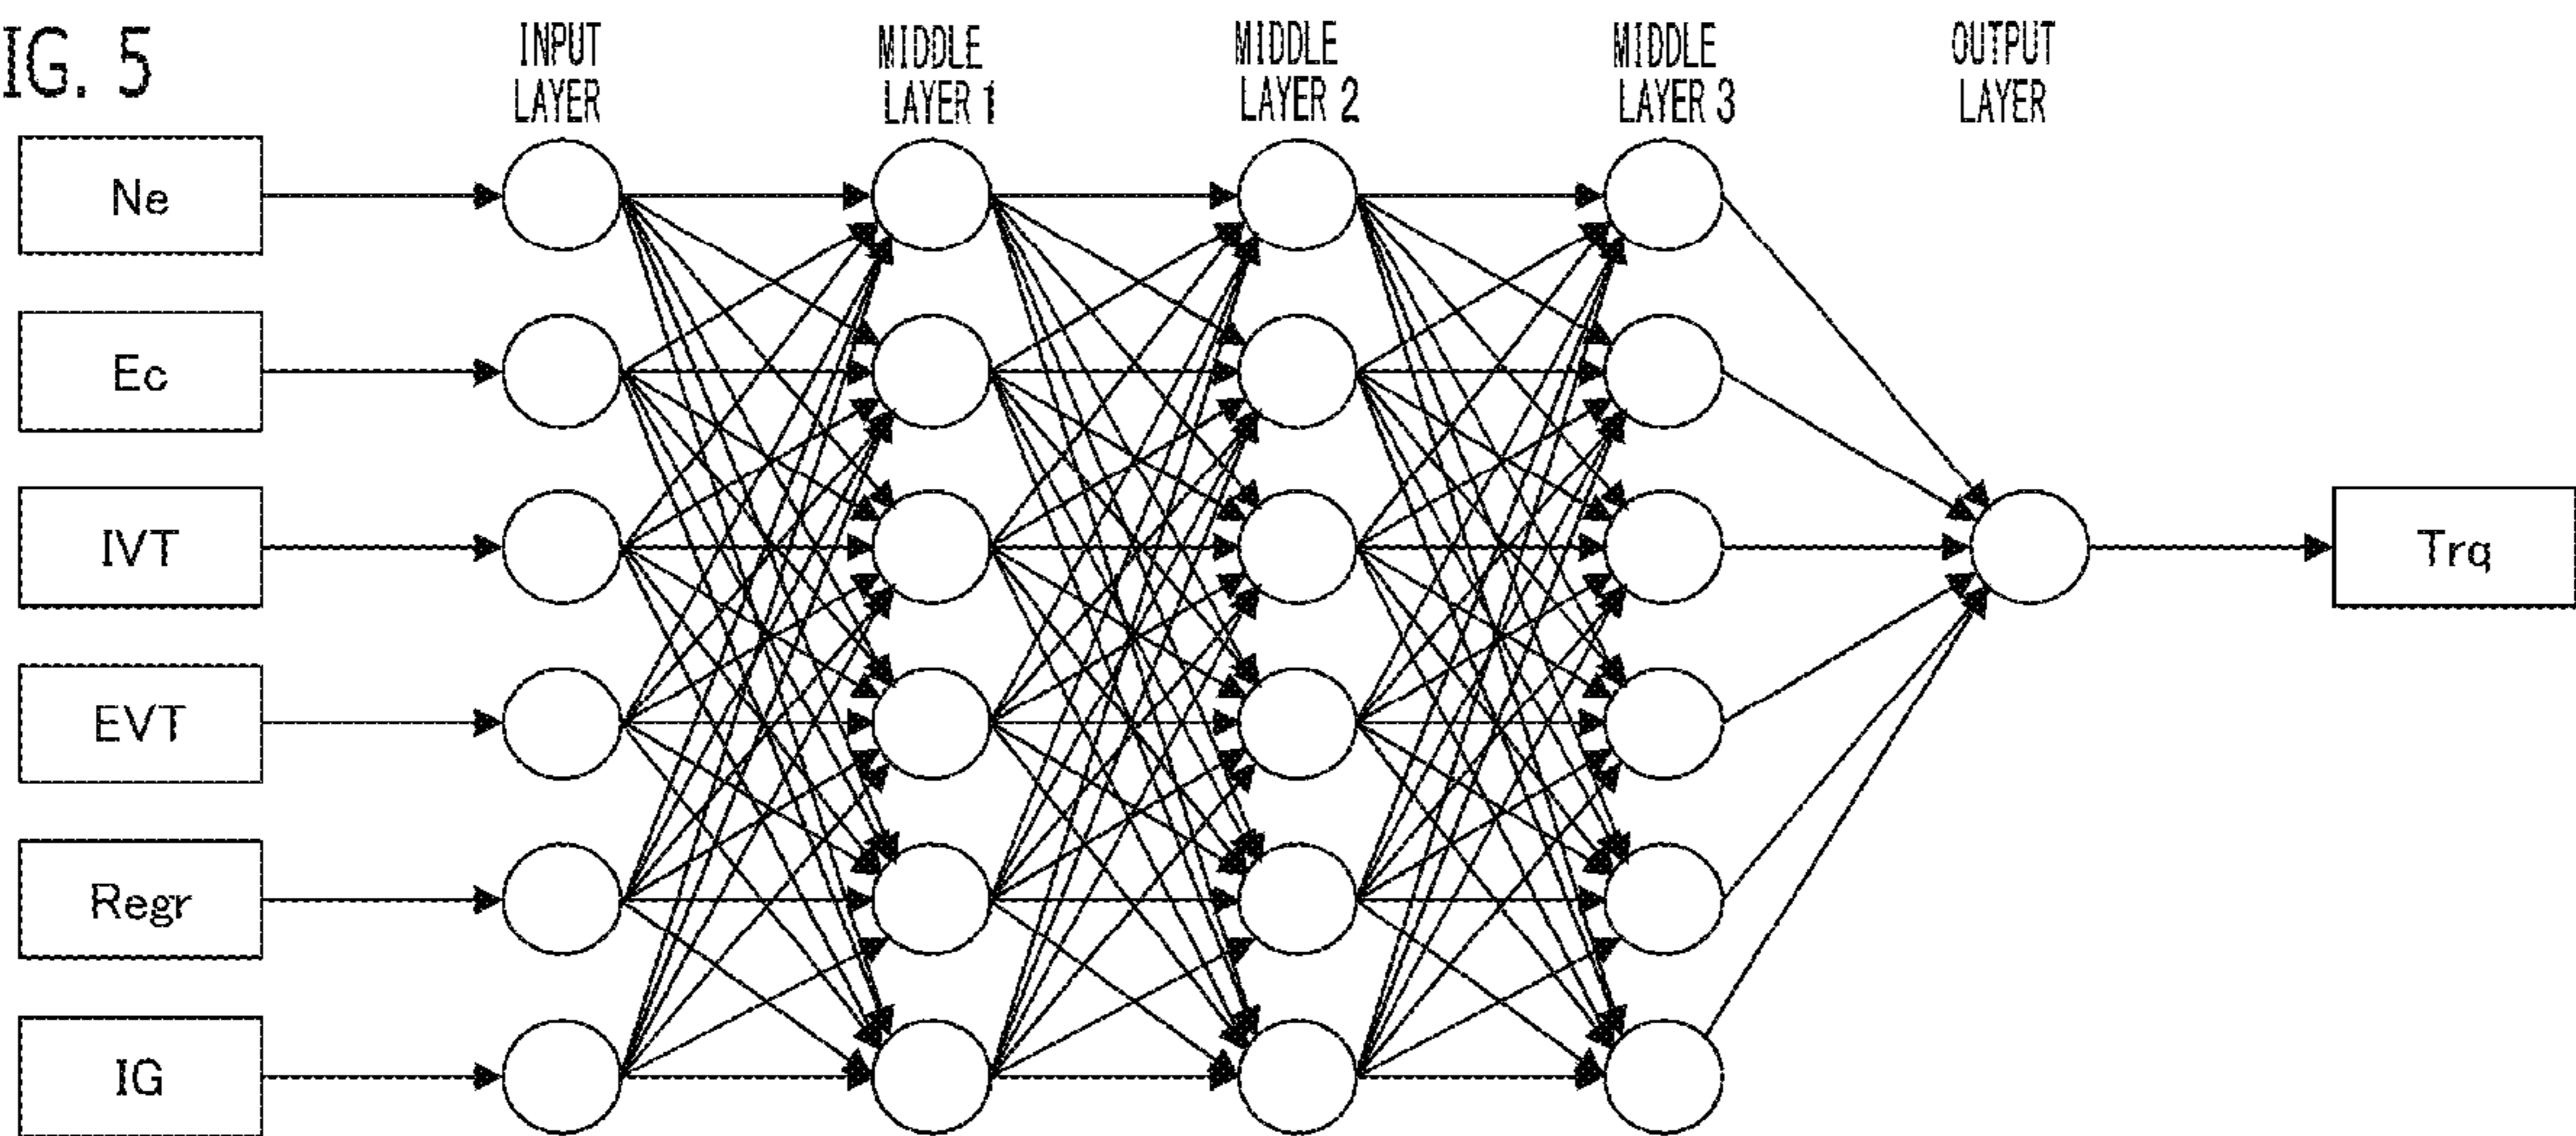 IG. 5
INPUT
LAYER
MIDDLE
LAYER 1
MIDDLE
LAYER 2
MIDDLE
LAYER 3
OUTPUT
LAYER
Ne
Ec
IVT
EVT
Regr
IG
Trq